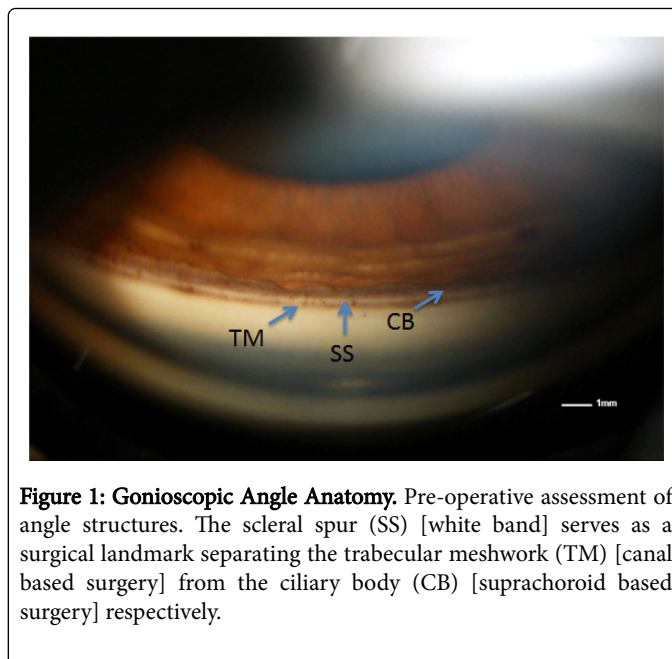 TM
SS
CB
1mm
Figure 1: Gonioscopic Angle Anatomy. Pre-operative assessment of
angle structures. The scleral spur (SS) [white band] serves as a
surgical landmark separating the trabecular meshwork (TM) [canal
based surgery] from the ciliary body (CB) [suprachoroid based
surgery] respectively.